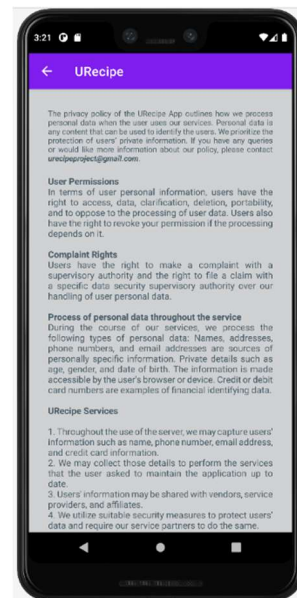 3:21
URecipe
The privacy policy of the URecipe App outlines how we process
personal data when the user uses our services. Personal data is
any content that can be used to identify the users. We prioritize the
protection of users' private information. If you have any queries
or would like more information about our policy, please contact
urecipeproject@gmail.com.
User Permissions
In terms of user personal information, users have the
right to access, data, clarification, deletion, portability,
and to oppose to the processing of user data. Users also
have the right to revoke your permission if the processing
depends on it.
Complaint Rights
Users have the right to make a complaint with a
supervisory authority and the right to file a claim with
a specific data security supervisory authority over our
handling of user personal data.
Process of personal data throughout the service
During the course of our services, we process the
following types of personal data: Names, addresses,
phone numbers, and email addresses are sources of
personally specific information. Private details such as
age, gender, and date of birth. The information is made
accessible by the user's browser or device. Credit or debit
card numbers are examples of financial identifying data.
URecipe Services
1. Throughout the use of the server, we may capture users'
information such as name, phone number, email address,
and credit card information.
2. We may collect those details to perform the services
that the user asked to maintain the application up to
date.
3. Users' information may be shared with vendors, service
providers, and affiliates.
4. We utilize suitable security measures to protect users'
data and require our service partners to do the same.